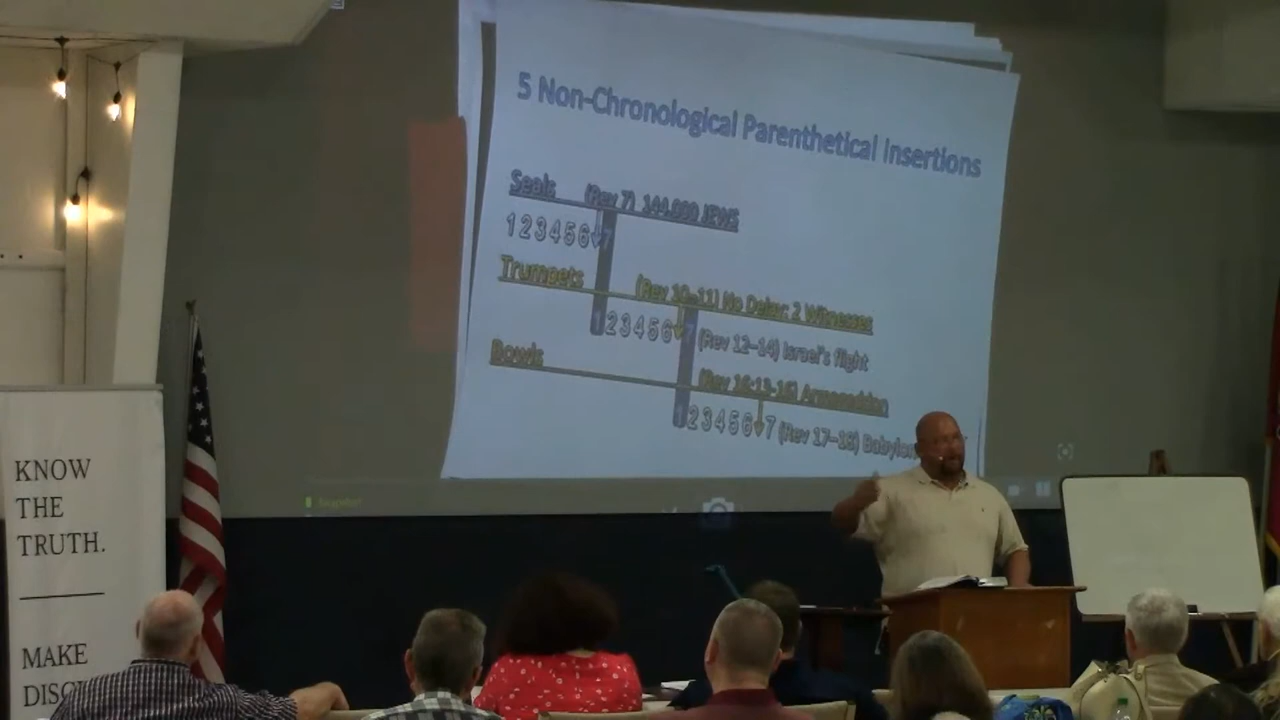 5 Non-Chronological Parenthetical Insertions
Seals (Rev 7) 144,000 JEWS
1 2 3 4 5 6 7
Trumpets (Rev 10-11) No Delay: 2 Witnesses
1 2 3 4 5 6 7 (Rev 12-14) Israel's flight
Bowls (Rev 16:13-16) Armageddon
1 2 3 4 5 6 7 (Rev 17-18) Babylon
KNOW
THE
TRUTH.
MAKE